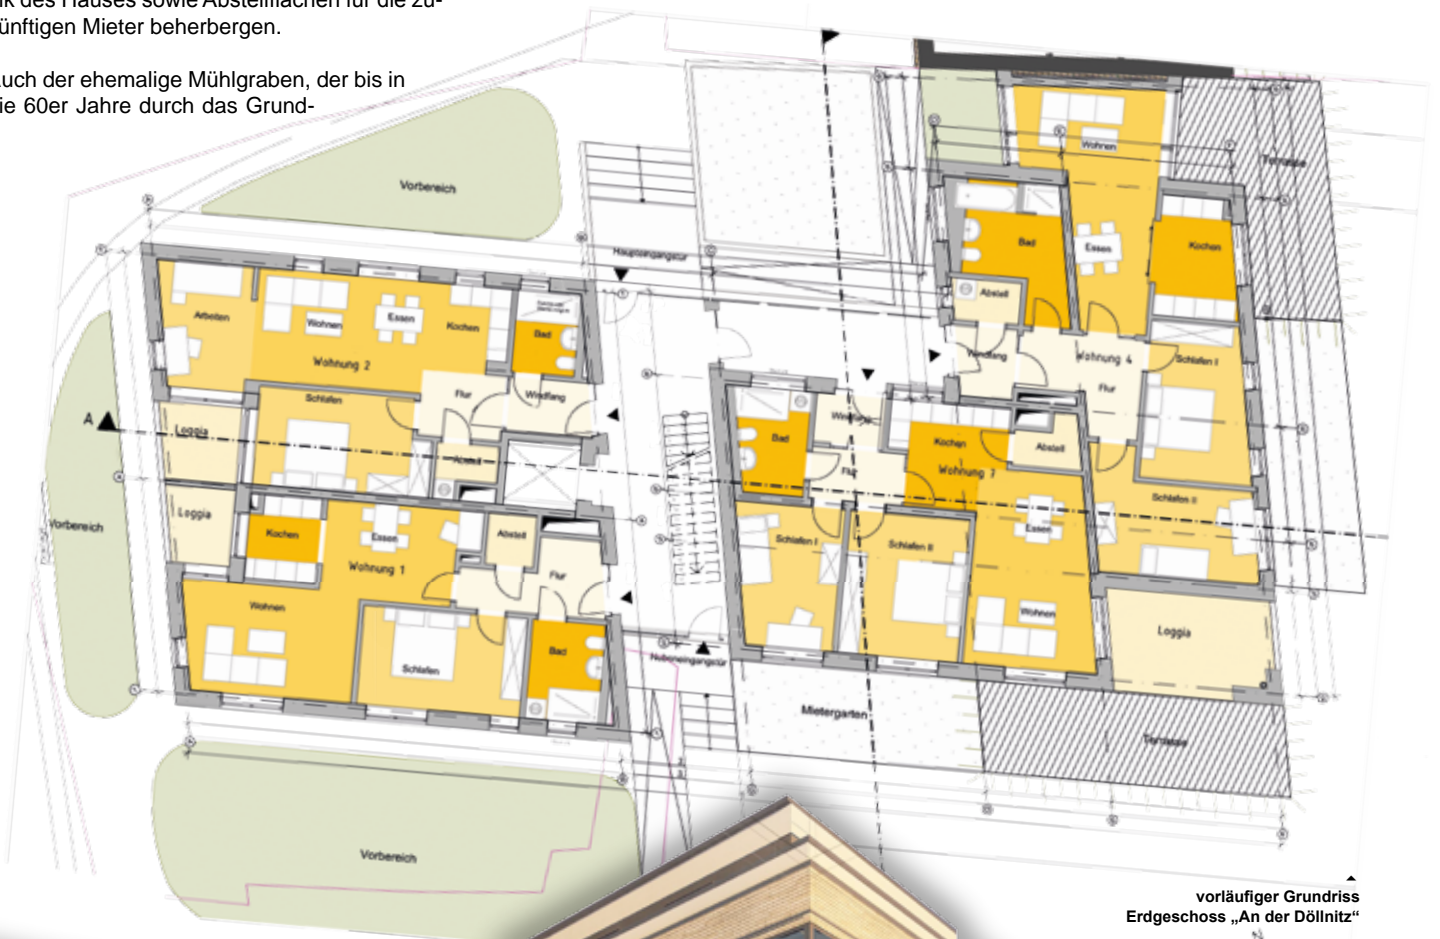 ik des Hauses sowie Abstellflächen für die zu-
ünftigen Mieter beherbergen.
Auch der ehemalige Mühlgraben, der bis in
ie 60er Jahre durch das Grund-
Vorbereich
Haupteingangstür
Wohnen
Terrasse
Bad
Essen
Kochen
Abstell
Windfang
Wohnung 4
Schlafen I
Flur
Arbeiten
Wohnen
Essen
Kochen
Bad
Wohnung 2
Schlafen
Flur
Windfang
A
Loggia
Abstell
Bad
Windfang
Kochen
Abstell
Flur
Wohnung 3
Schlafen II
Vorbereich
Loggia
Kochen
Essen
Abstell
Wohnung 1
Flur
Schlafen I
Schlafen II
Essen
Wohnen
Wohnen
Loggia
Schlafen
Bad
Nebeneingangstür
Mietergarten
Terrasse
Vorbereich
vorläufiger Grundriss
Erdgeschoss „An der Döllnitz“